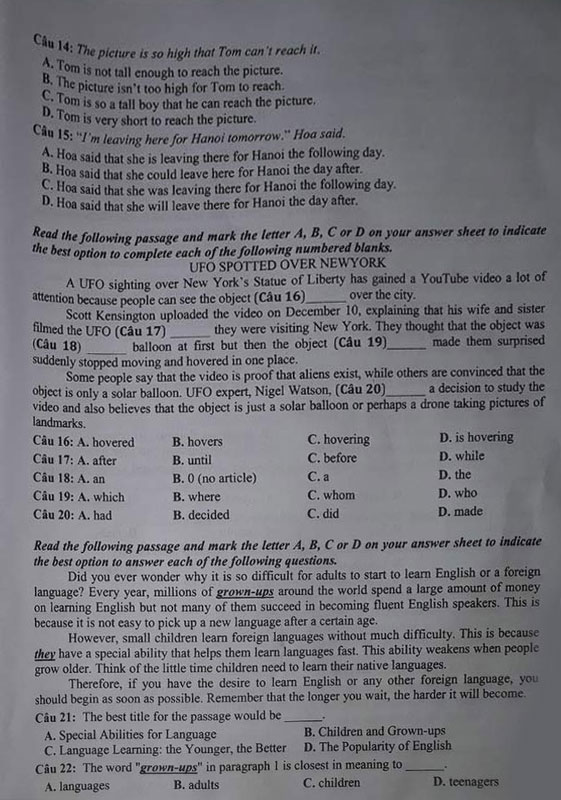 Câu 14: The picture is so high that Tom can't reach it.
A. Tom is not tall enough to reach the picture.
B. The picture isn't too high for Tom to reach.
C. Tom is so a tall boy that he can reach the picture.
D. Tom is very short to reach the picture.
Câu 15: "I'm leaving here for Hanoi tomorrow." Hoa said.
A. Hoa said that she is leaving there for Hanoi the following day.
B. Hoa said that she could leave here for Hanoi the day after.
C. Hoa said that she was leaving there for Hanoi the following day.
D. Hoa said that she will leave there for Hanoi the day after.
Read the following passage and mark the letter A, B, C or D on your answer sheet to indicate
the best option to complete each of the following numbered blanks.
UFO SPOTTED OVER NEWYORK
A UFO sighting over New York's Statue of Liberty has gained a YouTube video a lot of
attention because people can see the object (Câu 16)______ over the city.
Scott Kensington uploaded the video on December 10, explaining that his wife and sister
filmed the UFO (Câu 17) ______ they were visiting New York. They thought that the object was
(Câu 18) ______ balloon at first but then the object (Câu 19)______ made them surprised
suddenly stopped moving and hovered in one place.
Some people say that the video is proof that aliens exist, while others are convinced that the
object is only a solar balloon. UFO expert, Nigel Watson, (Câu 20)______ a decision to study the
video and also believes that the object is just a solar balloon or perhaps a drone taking pictures of
landmarks.
Câu 16: A. hovered B. hovers C. hovering D. is hovering
Câu 17: A. after B. until C. before D. while
Câu 18: A. an B. 0 (no article) C. a D. the
Câu 19: A. which B. where C. whom D. who
Câu 20: A. had B. decided C. did D. made
Read the following passage and mark the letter A, B, C or D on your answer sheet to indicate
the best option to answer each of the following questions.
Did you ever wonder why it is so difficult for adults to start to learn English or a foreign
language? Every year, millions of grown-ups around the world spend a large amount of money
on learning English but not many of them succeed in becoming fluent English speakers. This is
because it is not easy to pick up a new language after a certain age.
However, small children learn foreign languages without much difficulty. This is because
they have a special ability that helps them learn languages fast. This ability weakens when people
grow older. Think of the little time children need to learn their native languages.
Therefore, if you have the desire to learn English or any other foreign language, you
should begin as soon as possible. Remember that the longer you wait, the harder it will become.
Câu 21: The best title for the passage would be ______.
A. Special Abilities for Language B. Children and Grown-ups
C. Language Learning: the Younger, the Better D. The Popularity of English
Câu 22: The word "grown-ups" in paragraph 1 is closest in meaning to ______.
A. languages B. adults C. children D. teenagers